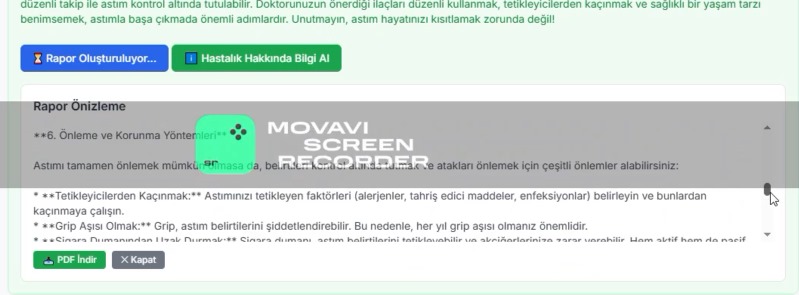 düzenli takip ile astım kontrol altında tutulabilir. Doktorunuzun önerdiği ilaçları düzenli kullanmak, tetikleyicilerden kaçınmak ve sağlıklı bir yaşam tarzı
benimsemek, astımla başa çıkmada önemli adımlardır. Unutmayın, astım hayatınızı kısıtlamak zorunda değil!
Rapor Oluşturuluyor... Hastalık Hakkında Bilgi Al
Rapor Önizleme
**6. Önleme ve Korunma Yöntemleri**
MOVAVI
SCREEN
RECORDER
Astımı tamamen önlemek mümkün olmasa da, belirtileri kontrol altında tutmak ve atakları önlemek için çeşitli önlemler alabilirsiniz:
* **Tetikleyicilerden Kaçınmak:** Astımınızı tetikleyen faktörleri (alerjenler, tahriş edici maddeler, enfeksiyonlar) belirleyin ve bunlardan
kaçınmaya çalışın.
* **Grip Aşısı Olmak:** Grip, astım belirtilerini şiddetlendirebilir. Bu nedenle, her yıl grip aşısı olmanız önemlidir.
* **Sigara Dumanından Uzak Durmak:** Sigara dumanı, astım belirtilerini tetikleyebilir ve akciğerlerinize zarar verebilir. Hem aktif hem de pasif
PDF İndir X Kapat